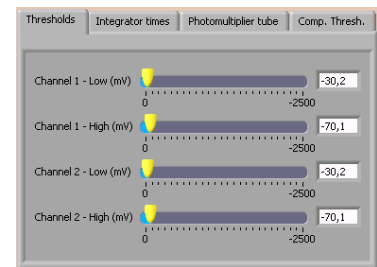 Thresholds Integrator times Photomultiplier tube Comp. Thresh.
Channel 1 - Low (mV) -30,2
0 -2500
Channel 1 - High (mV) -70,1
0 -2500
Channel 2 - Low (mV) -30,2
0 -2500
Channel 2 - High (mV) -70,1
0 -2500